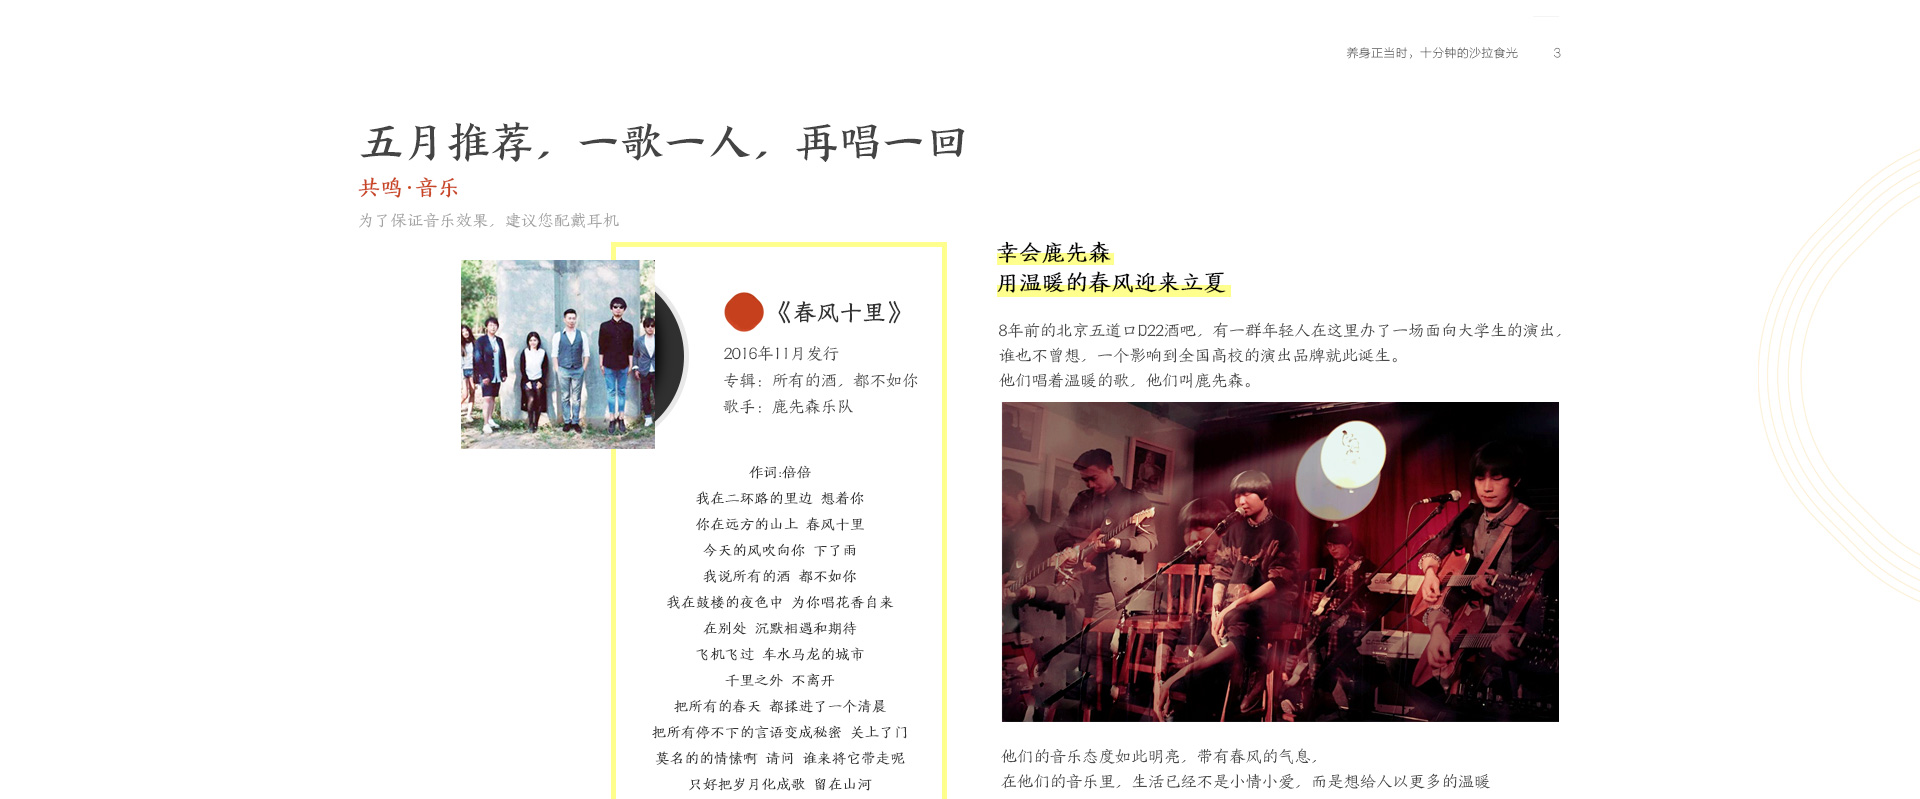 养身正当时，十分钟的沙拉食光 3
五月推荐，一歌一人，再唱一回
共鸣·音乐
为了保证音乐效果，建议您配戴耳机
《春风十里》
2016年11月发行
专辑：所有的酒，都不如你
歌手：鹿先森乐队
作词:倍倍
我在二环路的里边 想着你
你在远方的山上 春风十里
今天的风吹向你 下了雨
我说所有的酒 都不如你
我在鼓楼的夜色中 为你唱花香自来
在别处 沉默相遇和期待
飞机飞过 车水马龙的城市
千里之外 不离开
把所有的春天 都揉进了一个清晨
把所有停不下的言语变成秘密 关上了门
莫名的的情愫啊 请问 谁来将它带走呢
只好把岁月化成歌 留在山河
幸会鹿先森
用温暖的春风迎来立夏
8年前的北京五道口D22酒吧，有一群年轻人在这里办了一场面向大学生的演出，
谁也不曾想，一个影响到全国高校的演出品牌就此诞生。
他们唱着温暖的歌，他们叫鹿先森。
他们的音乐态度如此明亮，带有春风的气息，
在他们的音乐里，生活已经不是小情小爱，而是想给人以更多的温暖